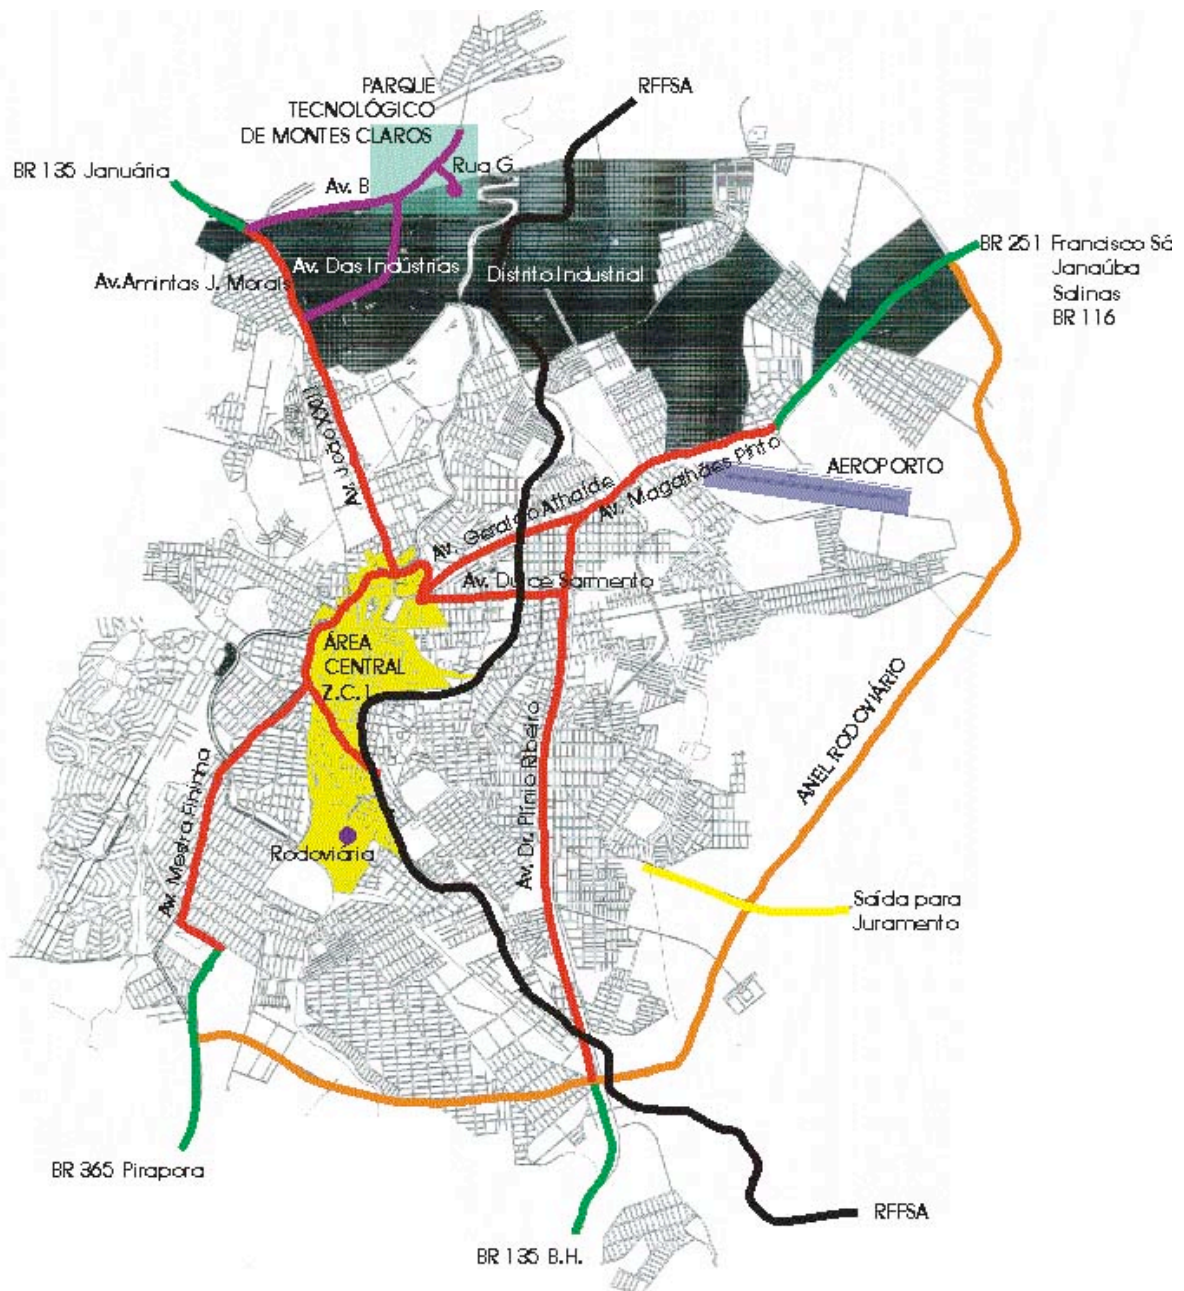 RFFSA
PARQUE
TECNOLÓGICO
DE MONTES CLAROS
BR 135 Januária
Rua G
Av. B
Av. Das Indústrias
Distrito Industrial
Av.Amintas J. Morais
BR 251 Francisco Sá
Janaúba
Salinas
BR 116
Av. João XXIII
AEROPORTO
Av. Magalhães Pinto
Av. Geraldo Athaíde
Av. Dulce Sarmento
ÁREA
CENTRAL
Z.C.1
ANEL RODOVIÁRIO
Av. Dr. Plínio Ribeiro
Av. Mestra Fininha
Rodoviária
Saída para
Juramento
BR 365 Pirapora
RFFSA
BR 135 B.H.